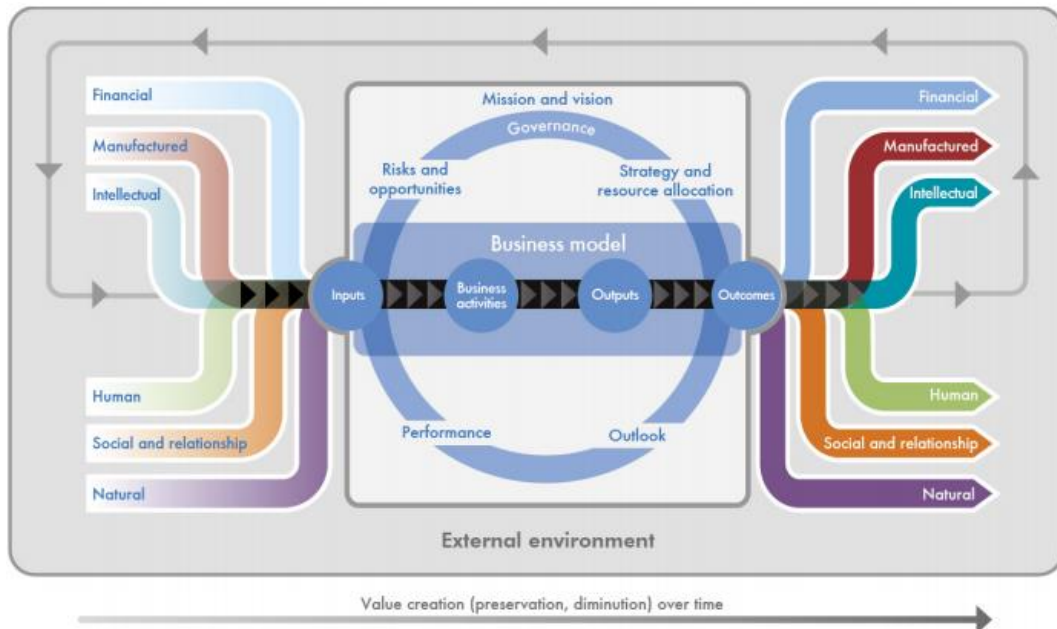 Financial
Manufactured
Intellectual
Human
Social and relationship
Natural
Mission and vision
Governance
Risks and
opportunities
Strategy and
resource allocation
Business model
Inputs
Business
activities
Outputs
Outcomes
Performance
Outlook
Financial
Manufactured
Intellectual
Human
Social and relationship
Natural
External environment
Value creation (preservation, diminution) over time